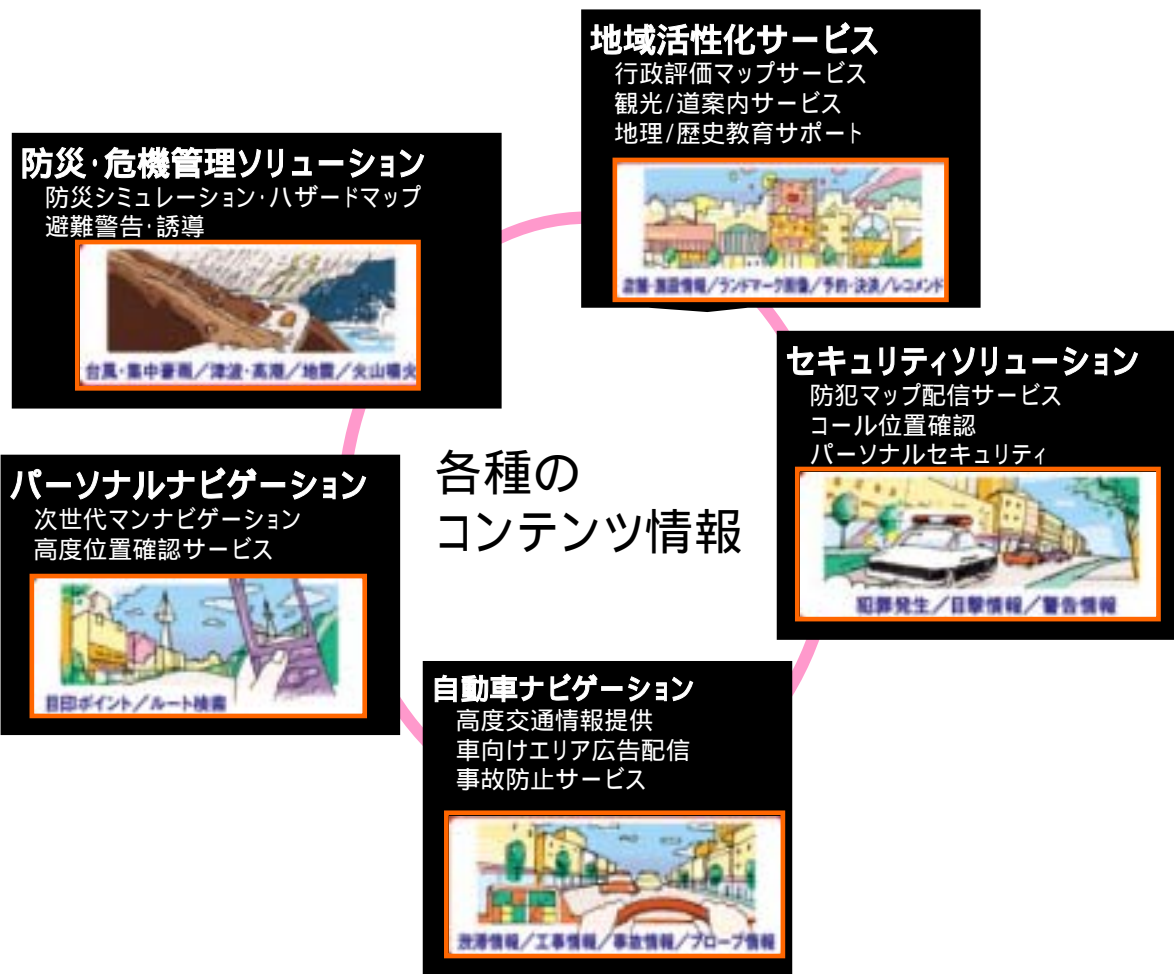 地域活性化サービス
行政評価マップサービス
観光/道案内サービス
地理/歴史教育サポート
店舗・施設情報／ランドマーク画像／予約・決済／レコメンド
防災・危機管理ソリューション
防災シミュレーション・ハザードマップ
避難警告・誘導
台風・集中豪雨／津波・高潮／地震／火山噴火
セキュリティソリューション
防犯マップ配信サービス
コール位置確認
パーソナルセキュリティ
犯罪発生／目撃情報／警告情報
各種の
コンテンツ情報
パーソナルナビゲーション
次世代マンナビゲーション
高度位置確認サービス
目印ポイント／ルート検索
自動車ナビゲーション
高度交通情報提供
車向けエリア広告配信
事故防止サービス
渋滞情報／工事情報／事故情報／プローブ情報